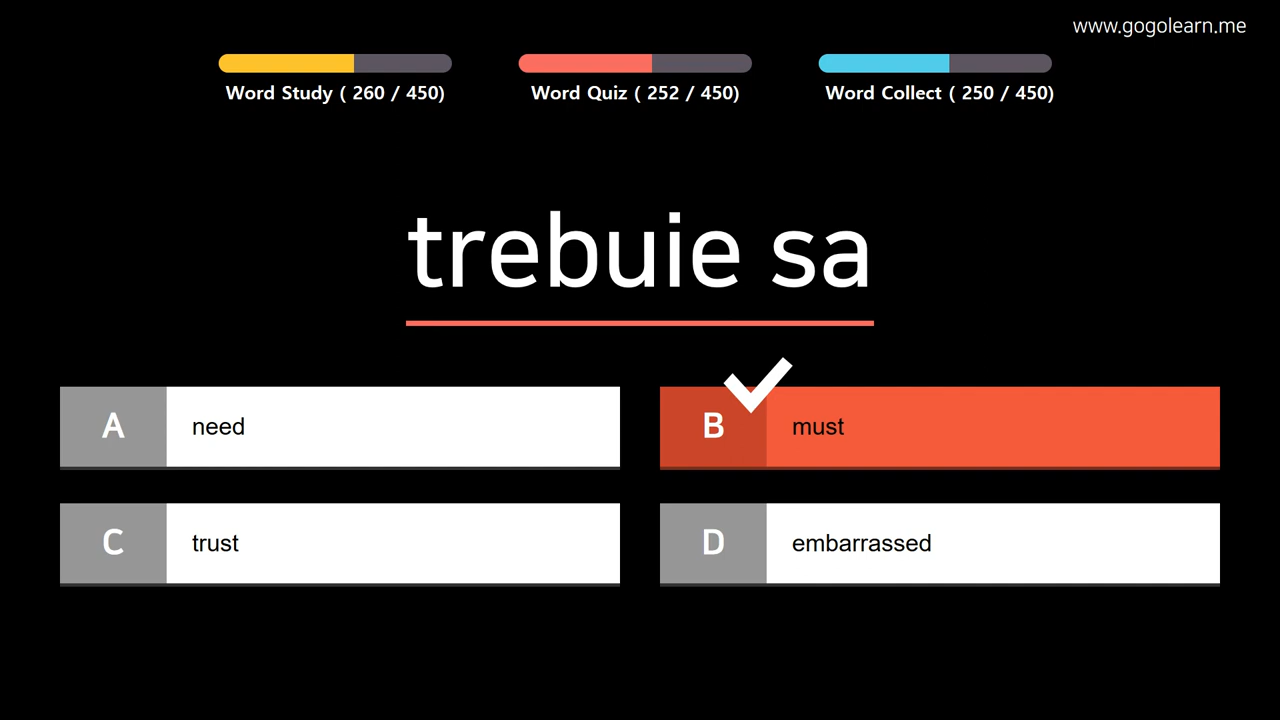 www.gogolearn.me
Word Study ( 260 / 450)
Word Quiz ( 252 / 450)
Word Collect ( 250 / 450)
trebuie sa
A need
B must
C trust
D embarrassed